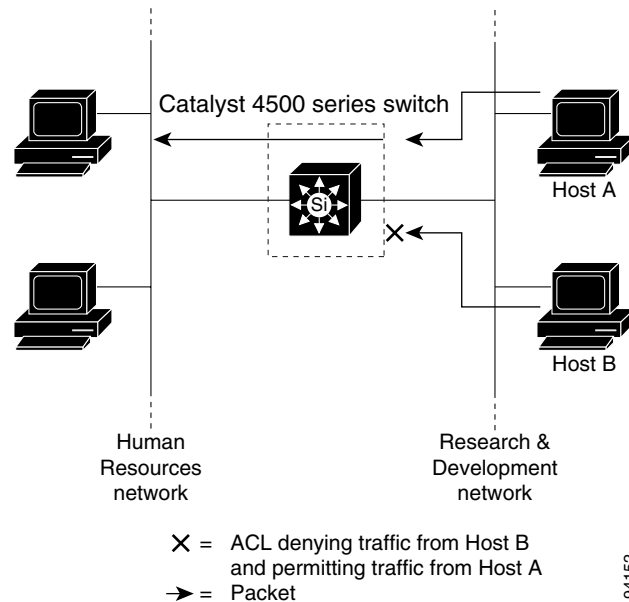 Catalyst 4500 series switch
Si
Host A
Host B
Human
Resources
network
Research &
Development
network
X = ACL denying traffic from Host B
and permitting traffic from Host A
= Packet
94152